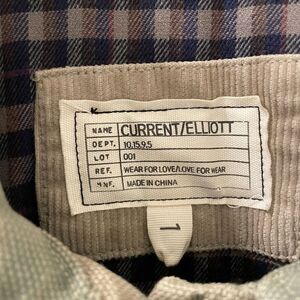 NAME CURRENT/ELLIOTT
DEPT. 10.15.9.5
LOT 001
REF. WEAR FOR LOVE/LOVE FOR WEAR
MNF. MADE IN CHINA
1